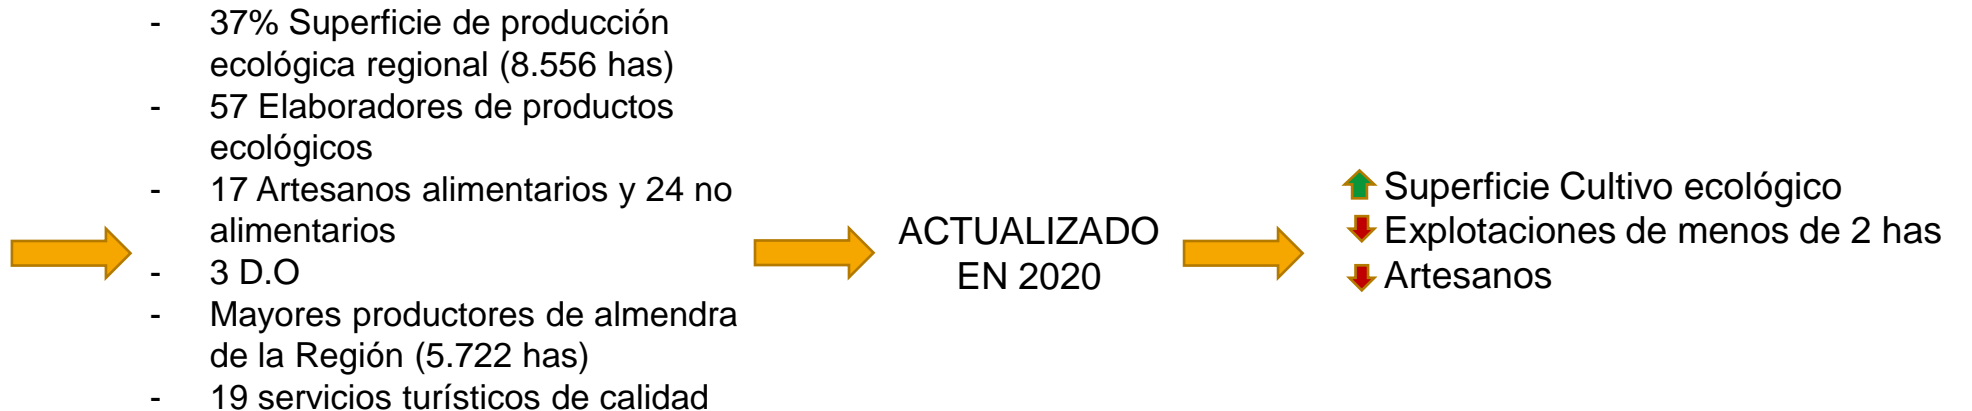 - 37% Superficie de producción
ecológica regional (8.556 has)
- 57 Elaboradores de productos
ecológicos
- 17 Artesanos alimentarios y 24 no
alimentarios
- 3 D.O
- Mayores productores de almendra
de la Región (5.722 has)
- 19 servicios turísticos de calidad
ACTUALIZADO
EN 2020
Superficie Cultivo ecológico
Explotaciones de menos de 2 has
Artesanos